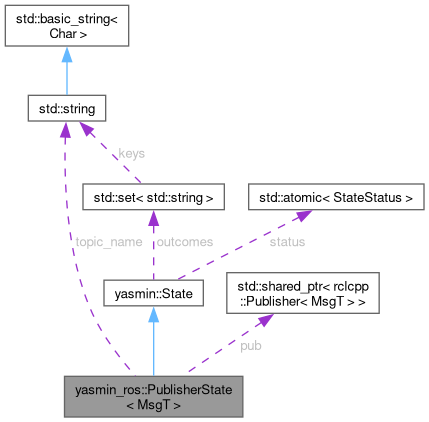 std::basic_string<
Char >
std::string
keys
std::set< std::string >
std::atomic< StateStatus >
topic_name
outcomes
status
yasmin::State
std::shared_ptr< rclcpp
::Publisher< MsgT > >
pub
yasmin_ros::PublisherState
< MsgT >